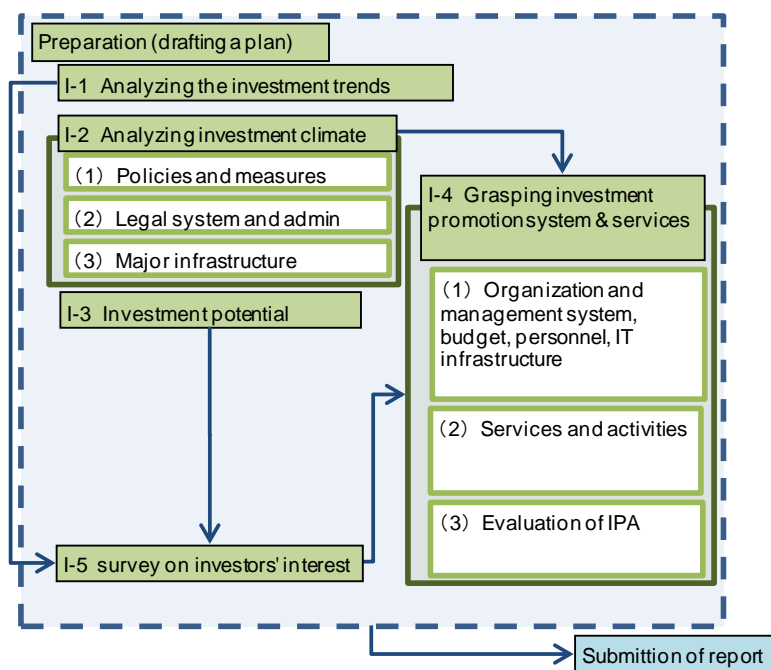 Preparation (drafting a plan)
I-1 Analyzing the investment trends
I-2 Analyzing investment climate
（1）Policies and measures
（2）Legal system and admin
（3）Major infrastructure
I-3 Investment potential
I-4 Grasping investment
promotion system & services
（1）Organization and
management system,
budget, personnel, IT
infrastructure
（2）Services and activities
（3）Evaluation of IPA
I-5 survey on investors' interest
Submittion of report